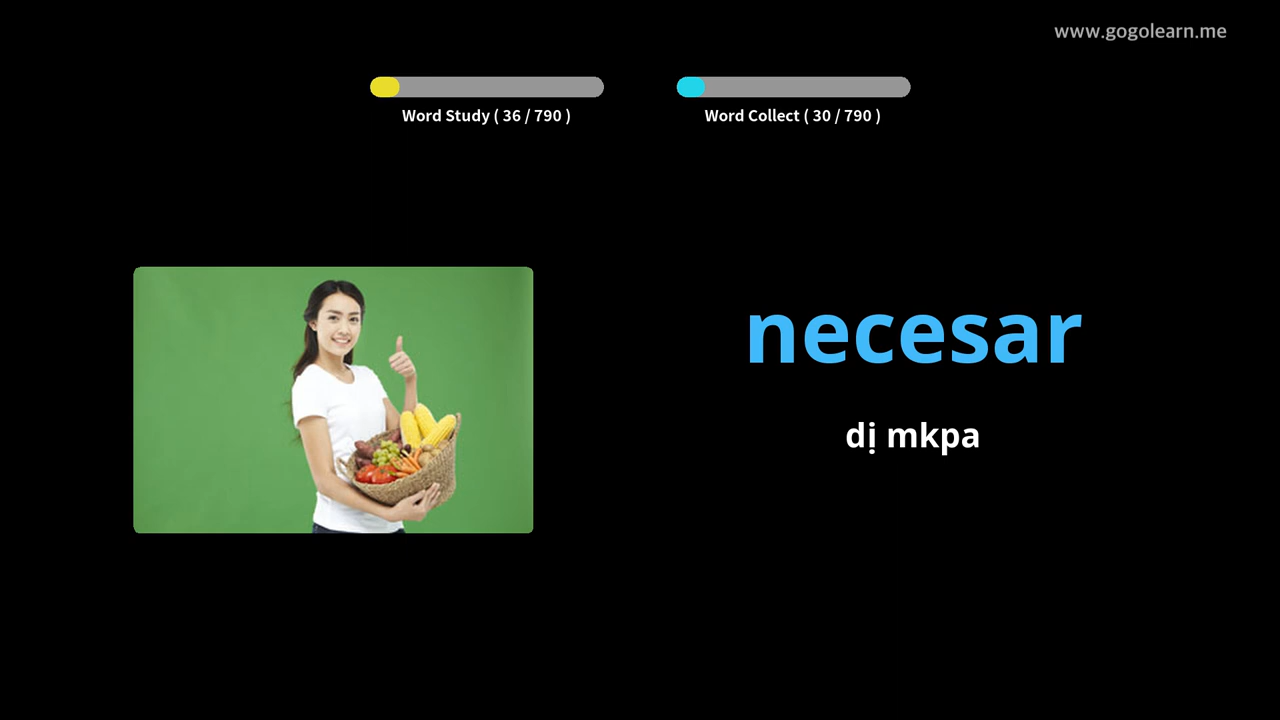 www.gogolearn.me
Word Study ( 36 / 790 )
Word Collect ( 30 / 790 )
necesar
dị mkpa